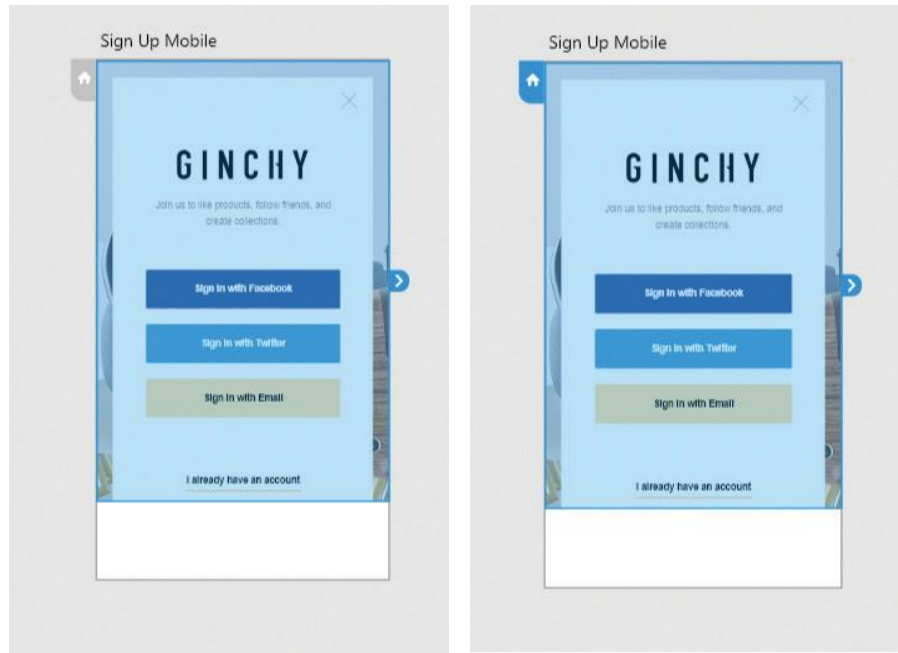 Sign Up Mobile
GINCHY
Join us to like products, follow friends, and
create collections.
Sign in with Facebook
Sign in with Twitter
Sign in with Email
I already have an account
Sign Up Mobile
GINCHY
Join us to like products, follow friends, and
create collections.
Sign in with Facebook
Sign in with Twitter
Sign in with Email
I already have an account